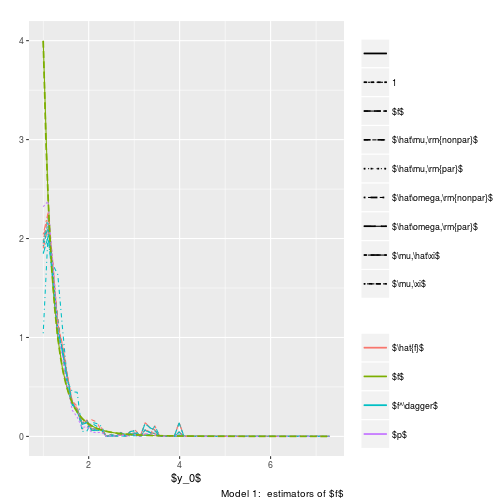 4
3
2
1
0
2
4
6
$y_0$
Model 1: estimators of $f$
1
$f$
$\hat\mu,\rm{nonpar}$
$\hat\mu,\rm{par}$
$\hat\omega,\rm{nonpar}$
$\hat\omega,\rm{par}$
$\mu,\hat\xi$
$\mu,\xi$
$\hat{f}$
$f$
$f^\dagger$
$p$